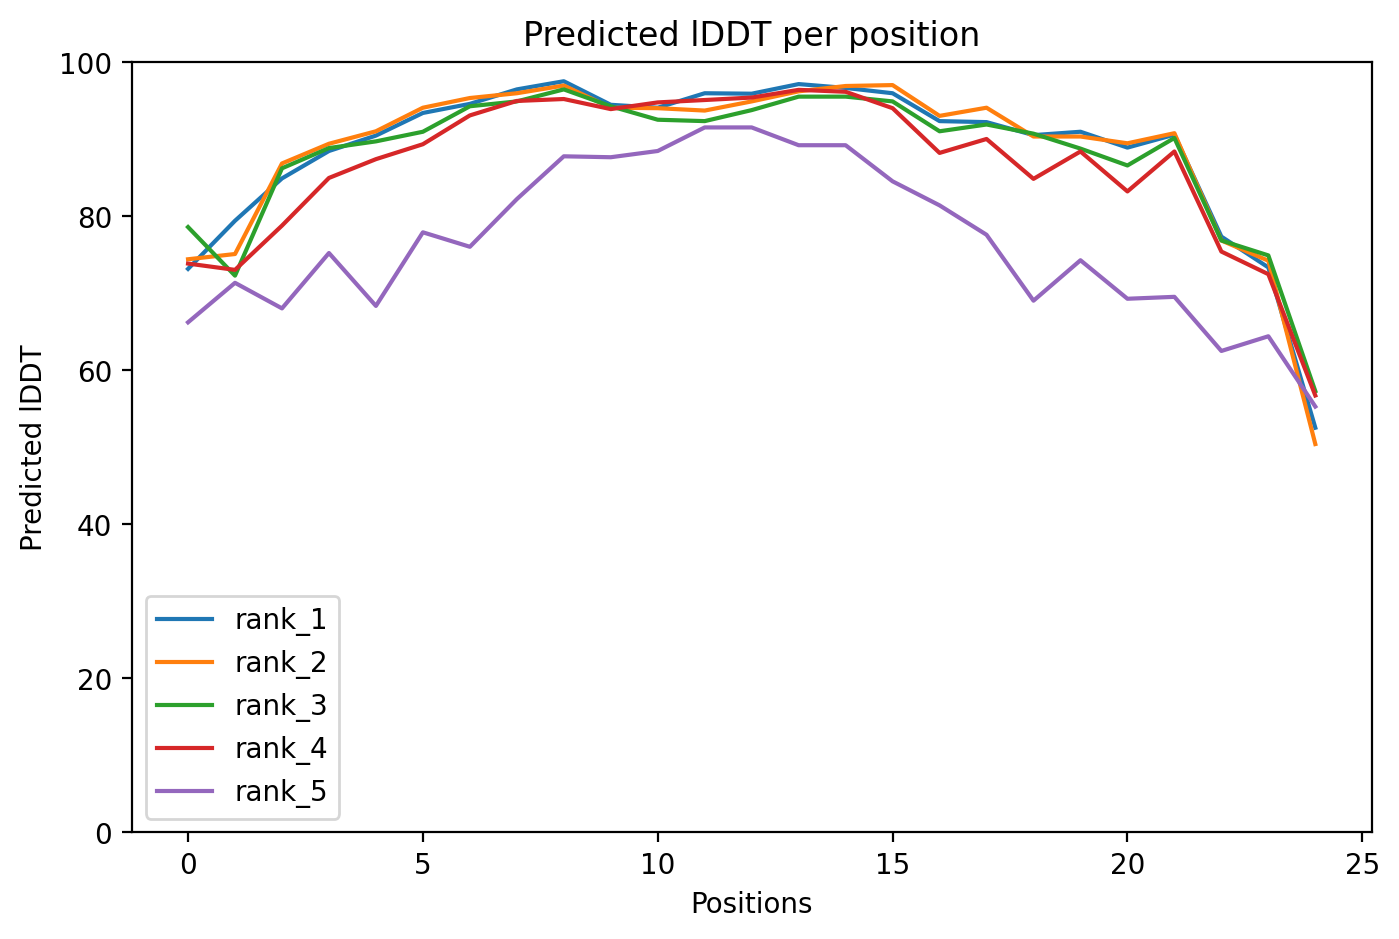 Predicted lDDT per position
100
80
60
40
20
0
Predicted lDDT
rank_1
rank_2
rank_3
rank_4
rank_5
0 5 10 15 20 25
Positions